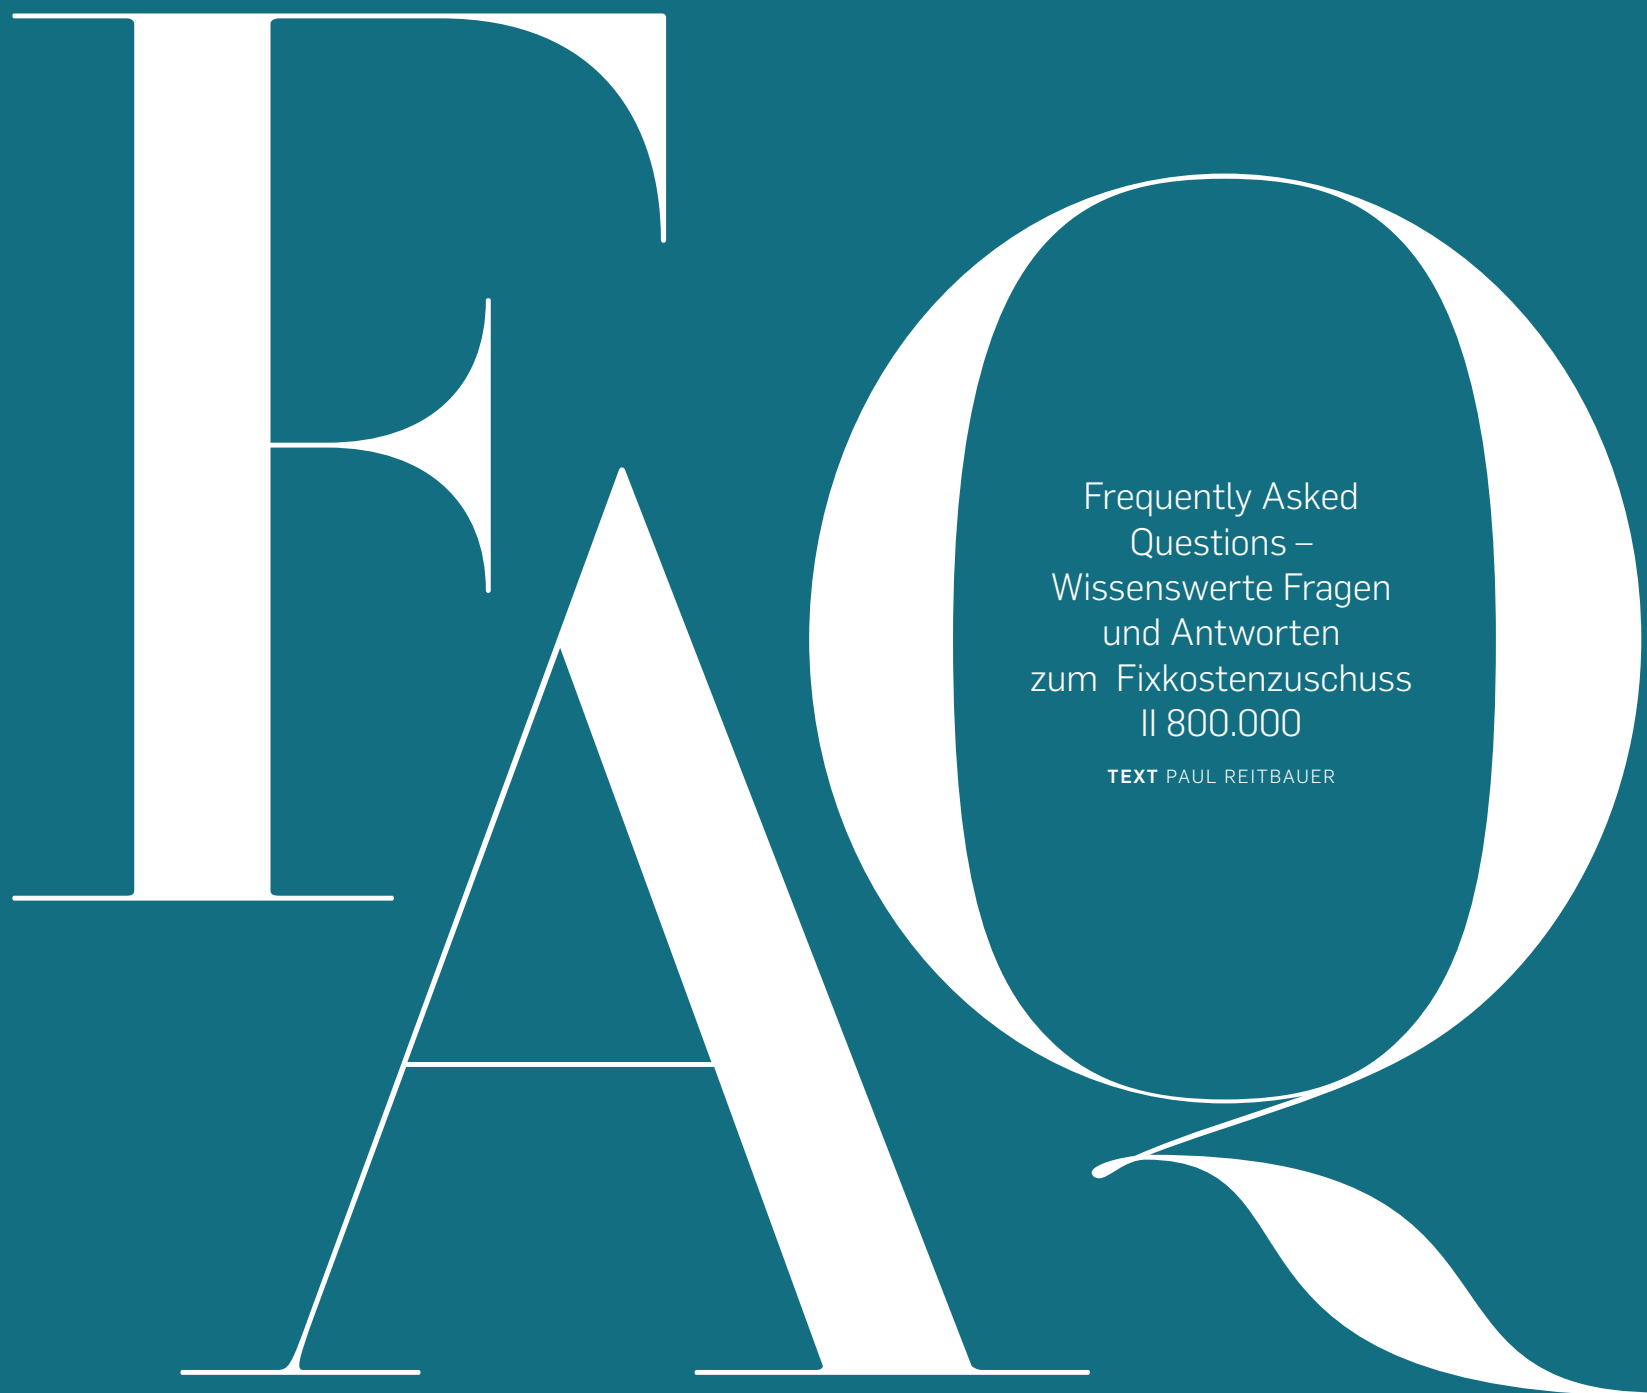 FAQ
Frequently Asked
Questions –
Wissenswerte Fragen
und Antworten
zum Fixkostenzuschuss
II 800.000
TEXT PAUL REITBAUER